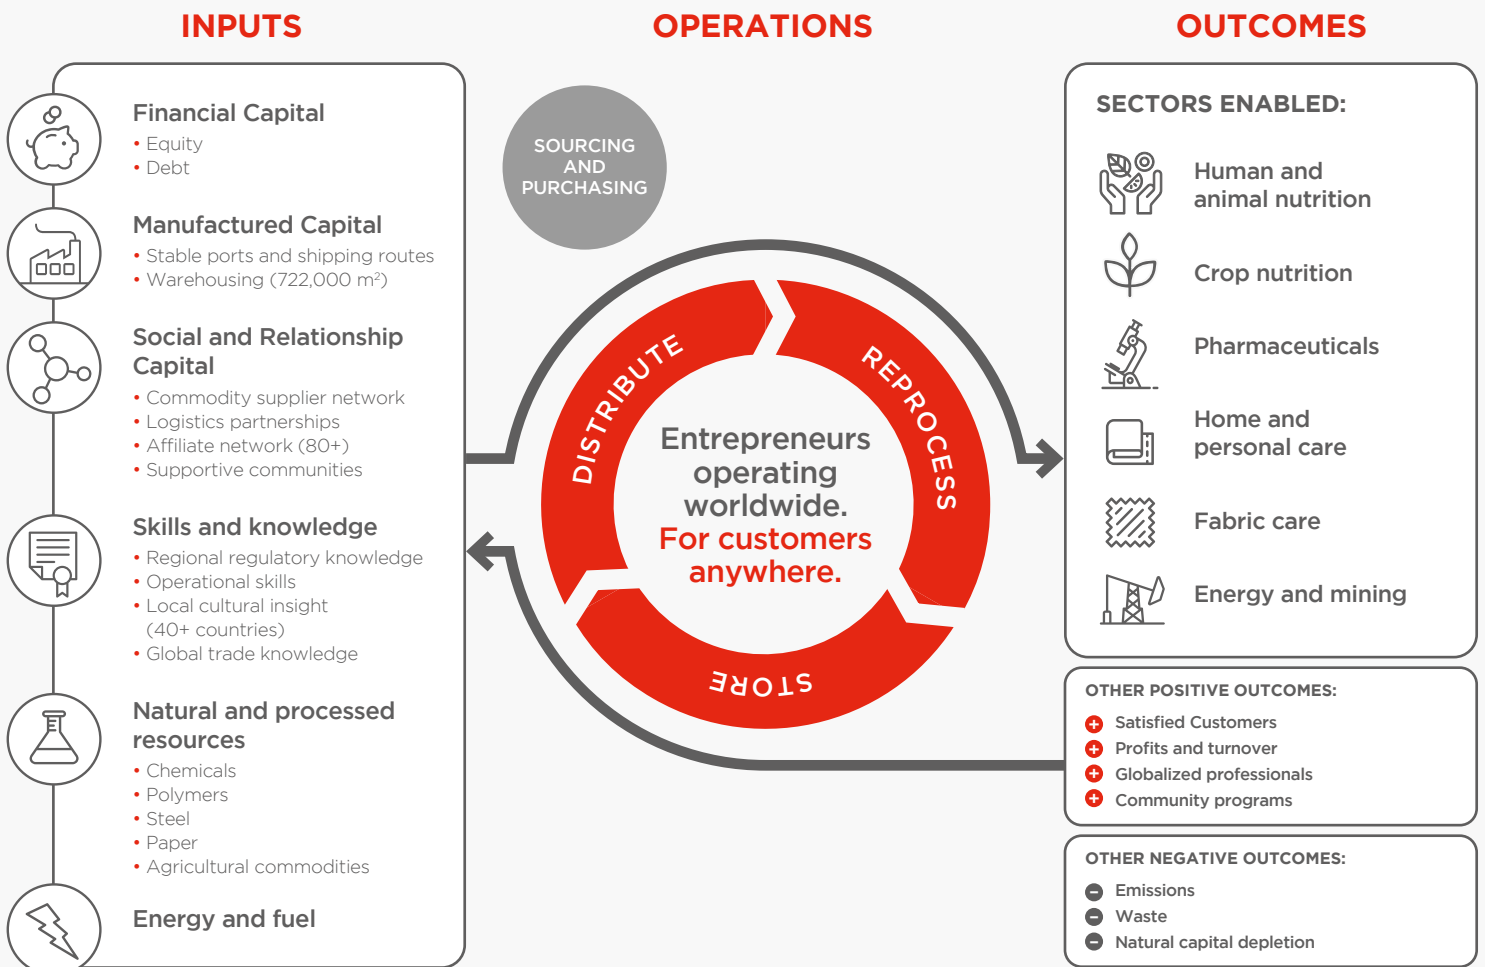 INPUTS
Financial Capital
• Equity
• Debt
Manufactured Capital
• Stable ports and shipping routes
• Warehousing (722,000 m²)
Social and Relationship
Capital
• Commodity supplier network
• Logistics partnerships
• Affiliate network (80+)
• Supportive communities
Skills and knowledge
• Regional regulatory knowledge
• Operational skills
• Local cultural insight
(40+ countries)
• Global trade knowledge
Natural and processed
resources
• Chemicals
• Polymers
• Steel
• Paper
• Agricultural commodities
Energy and fuel
OPERATIONS
SOURCING
AND
PURCHASING
DISTRIBUTE
REPROCESS
STORE
Entrepreneurs
operating
worldwide.
For customers
anywhere.
OUTCOMES
SECTORS ENABLED:
Human and
animal nutrition
Crop nutrition
Pharmaceuticals
Home and
personal care
Fabric care
Energy and mining
OTHER POSITIVE OUTCOMES:
+ Satisfied Customers
+ Profits and turnover
+ Globalized professionals
+ Community programs
OTHER NEGATIVE OUTCOMES:
− Emissions
− Waste
− Natural capital depletion